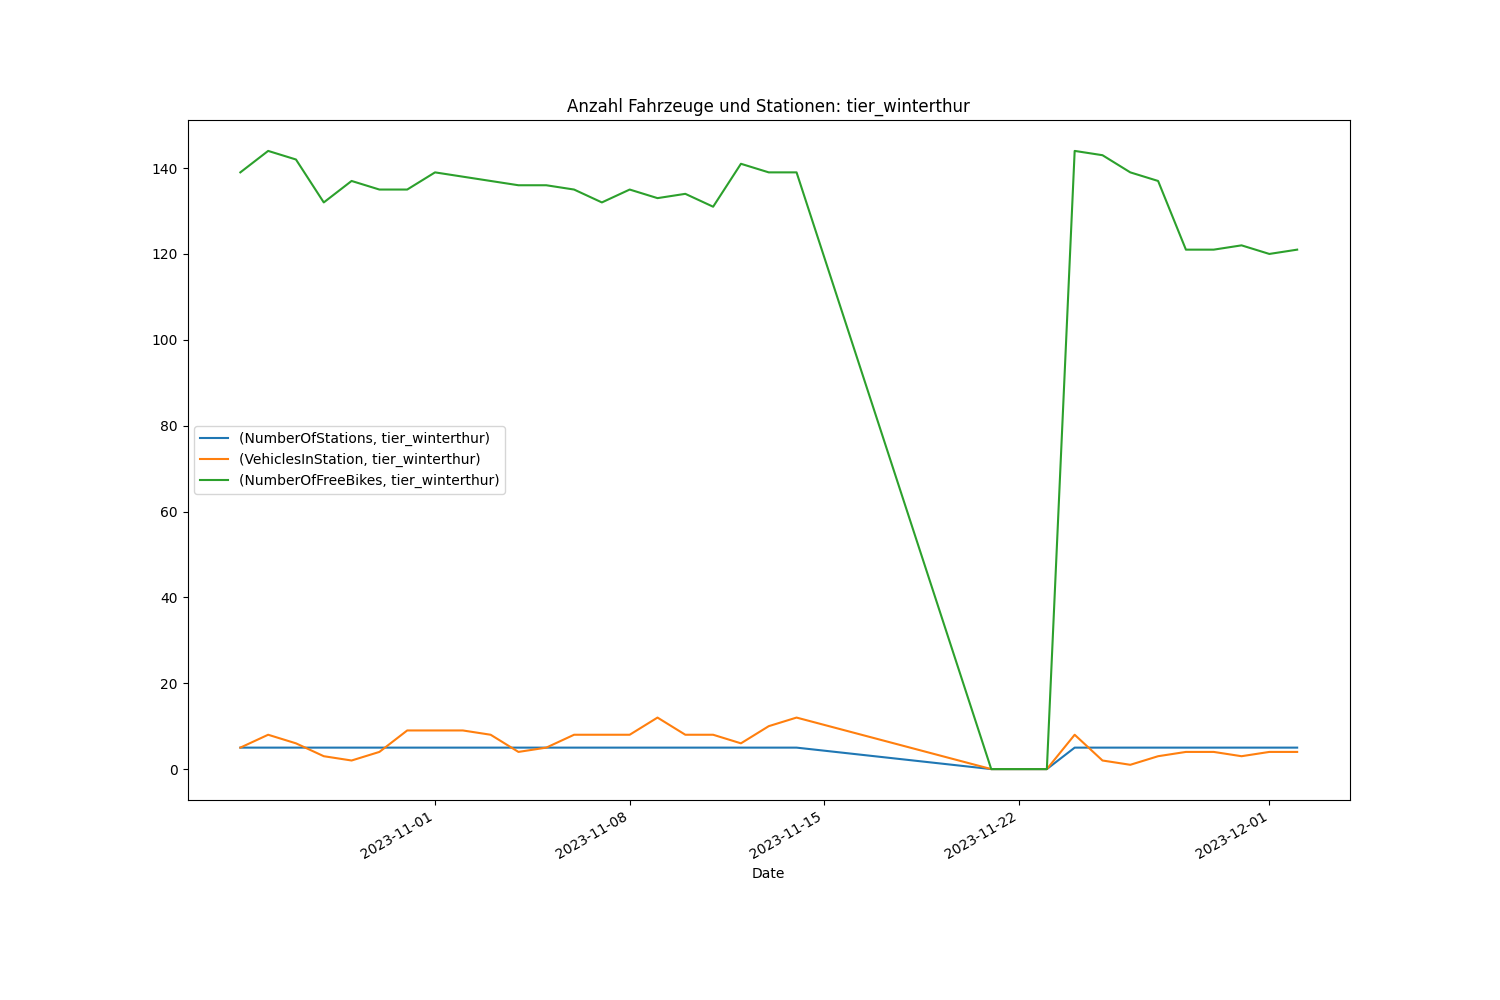 Anzahl Fahrzeuge und Stationen: tier_winterthur
140
120
100
80
60
40
20
0
(NumberOfStations, tier_winterthur)
(VehiclesInStation, tier_winterthur)
(NumberOfFreeBikes, tier_winterthur)
2023-11-01
2023-11-08
2023-11-15
2023-11-22
2023-12-01
Date